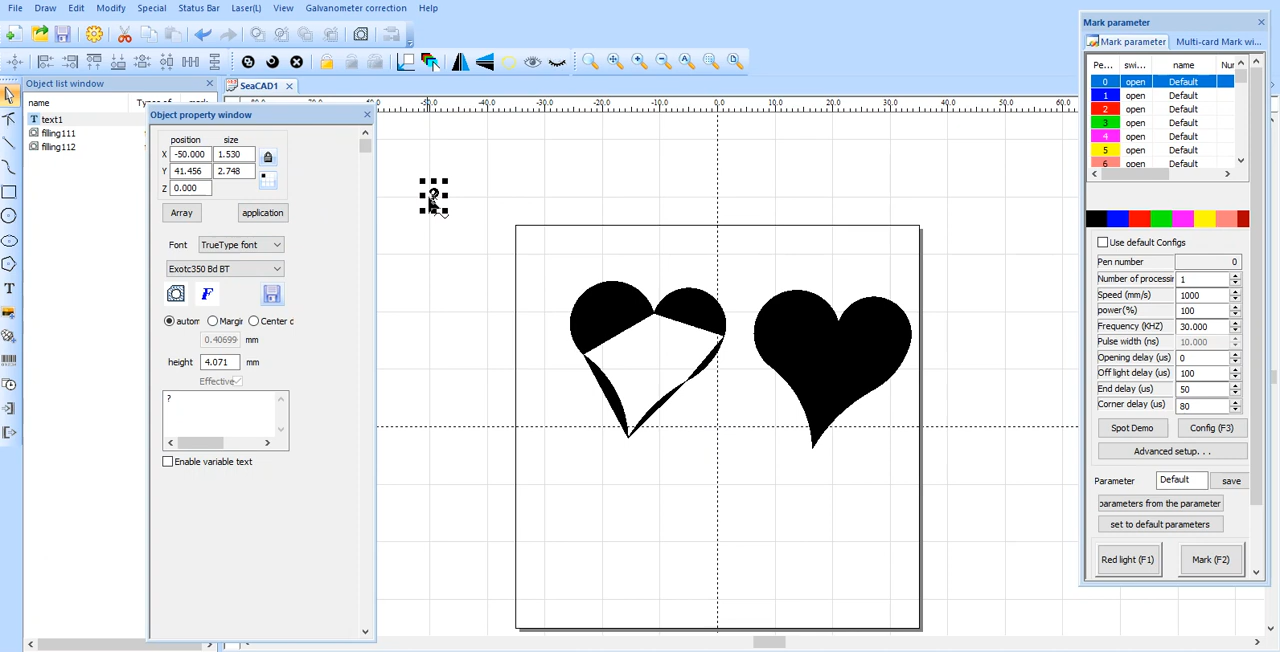 File Draw Edit Modify Special Status Bar Laser(L) View Galvanometer correction Help
Object list window
name
text1
filling111
filling112
SeaCAD1
Object property window
position size
X -50.000 1.530
Y 41.456 2.748
Z 0.000
Array application
Font TrueType font
Exotc350 Bd BT
F
autom Margir Center c
0.40699 mm
height 4.071 mm
Effective
?
Enable variable text
-30.0 -20.0 -10.0 0.0 10.0 20.0 30.0 40.0 50.0 60.0
?
Mark parameter
Mark parameter Multi-card Mark wi...
Pe... swi... name Nur
0 open Default
1 open Default
2 open Default
3 open Default
4 open Default
5 open Default
6 open Default
Use default Configs
Pen number 0
Number of processir 1
Speed (mm/s) 1000
power(%) 100
Frequency (KHZ) 30.000
Pulse width (ns) 10.000
Opening delay (us) 0
Off light delay (us) 100
End delay (us) 50
Corner delay (us) 80
Spot Demo Config (F3)
Advanced setup. . .
Parameter Default save
parameters from the parameter
set to default parameters
Red light (F1) Mark (F2)